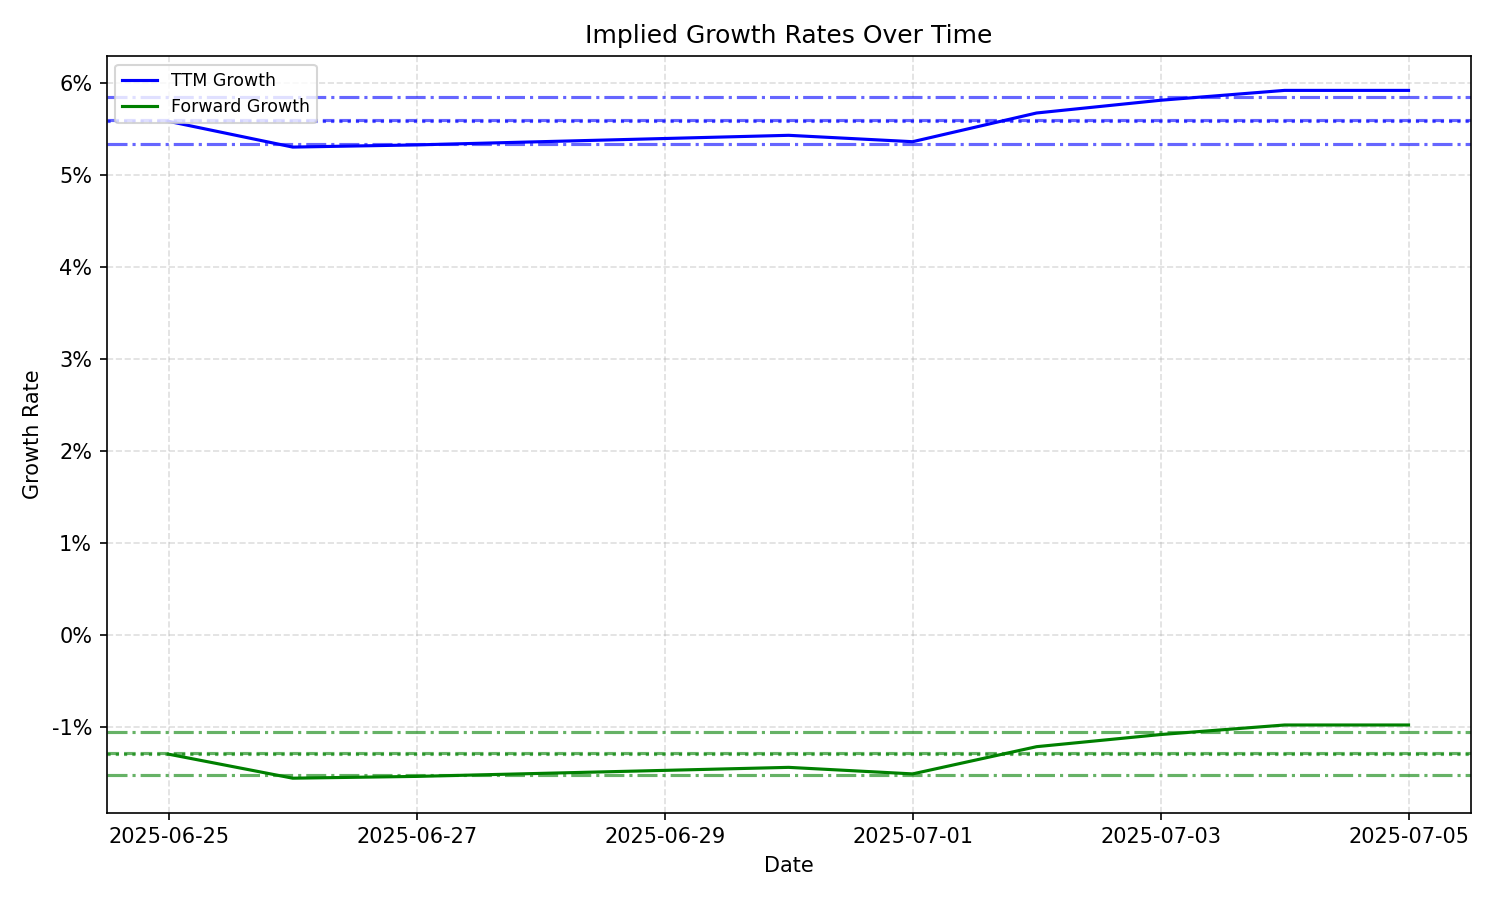 Implied Growth Rates Over Time
TTM Growth
Forward Growth
6%
5%
4%
3%
2%
1%
0%
-1%
Growth Rate
2025-06-25
2025-06-27
2025-06-29
2025-07-01
2025-07-03
2025-07-05
Date